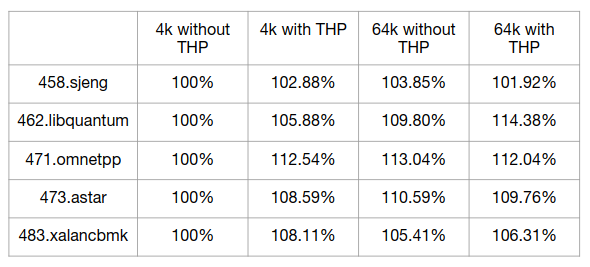 4k without THP 4k with THP 64k without THP 64k with THP
458.sjeng 100% 102.88% 103.85% 101.92%
462.libquantum 100% 105.88% 109.80% 114.38%
471.omnetpp 100% 112.54% 113.04% 112.04%
473.astar 100% 108.59% 110.59% 109.76%
483.xalancbmk 100% 108.11% 105.41% 106.31%